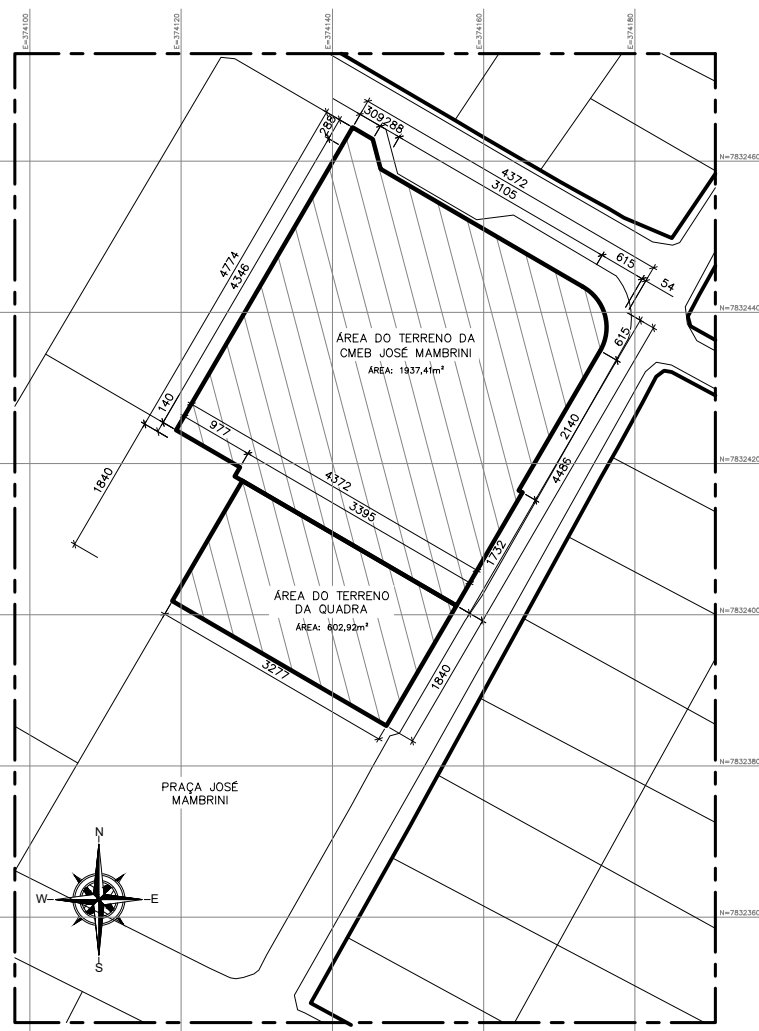 E=374100
E=374120
E=374140
E=374160
E=374180
N=7832460
N=7832440
N=7832420
N=7832400
N=7832380
N=7832360
288
309
288
4372
3105
615
54
615
4774
4346
ÁREA DO TERRENO DA
CMEB JOSÉ MAMBRINI
ÁREA: 1937,41m²
140
977
4372
3395
2140
4486
1840
1732
ÁREA DO TERRENO
DA QUADRA
ÁREA: 602,92m²
3277
1840
PRAÇA JOSÉ
MAMBRINI
N
W
E
S